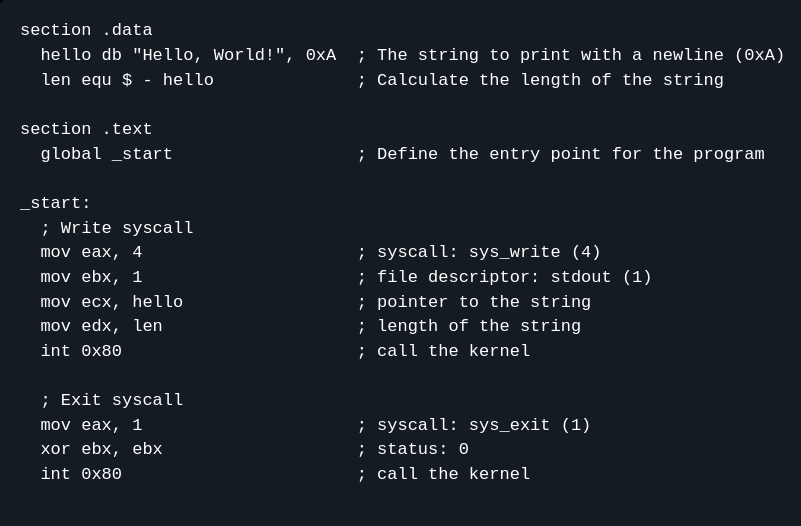 section .data
  hello db "Hello, World!", 0xA  ; The string to print with a newline (0xA)
  len equ $ - hello              ; Calculate the length of the string

section .text
  global _start                  ; Define the entry point for the program

_start:
  ; Write syscall
  mov eax, 4                     ; syscall: sys_write (4)
  mov ebx, 1                     ; file descriptor: stdout (1)
  mov ecx, hello                 ; pointer to the string
  mov edx, len                   ; length of the string
  int 0x80                       ; call the kernel

  ; Exit syscall
  mov eax, 1                     ; syscall: sys_exit (1)
  xor ebx, ebx                   ; status: 0
  int 0x80                       ; call the kernel